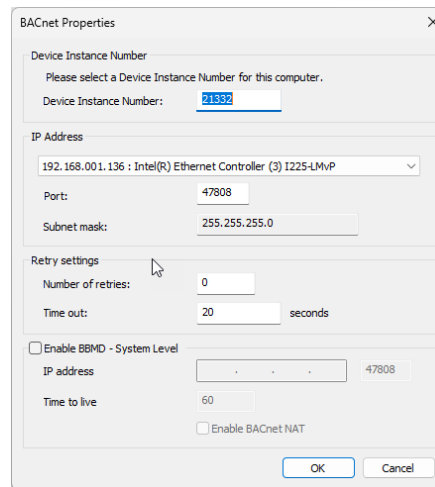 BACnet Properties
Device Instance Number
Please select a Device Instance Number for this computer.
Device Instance Number: 21332
IP Address
192.168.001.136 : Intel(R) Ethernet Controller (3) I225-LMvP
Port: 47808
Subnet mask: 255.255.255.0
Retry settings
Number of retries: 0
Time out: 20 seconds
Enable BBMD - System Level
IP address . . . 47808
Time to live 60
Enable BACnet NAT
OK Cancel